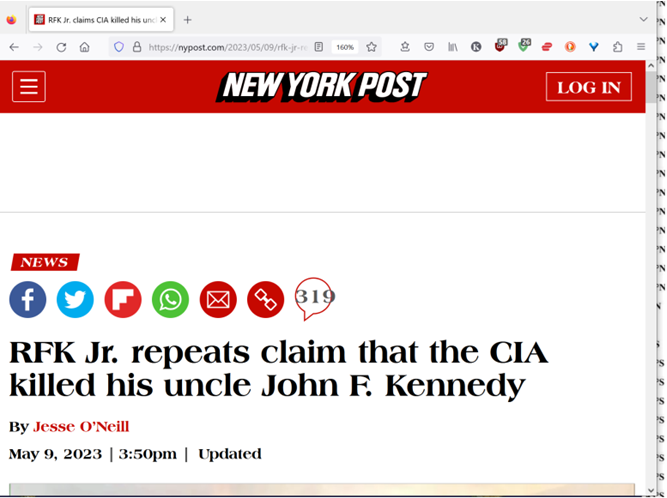 RFK Jr. claims CIA killed his uncl
https://nypost.com/2023/05/09/rfk-jr-r
160%
58
26
NEW YORK POST
LOG IN
NEWS
319
RFK Jr. repeats claim that the CIA
killed his uncle John F. Kennedy
By Jesse O'Neill
May 9, 2023 | 3:50pm | Updated